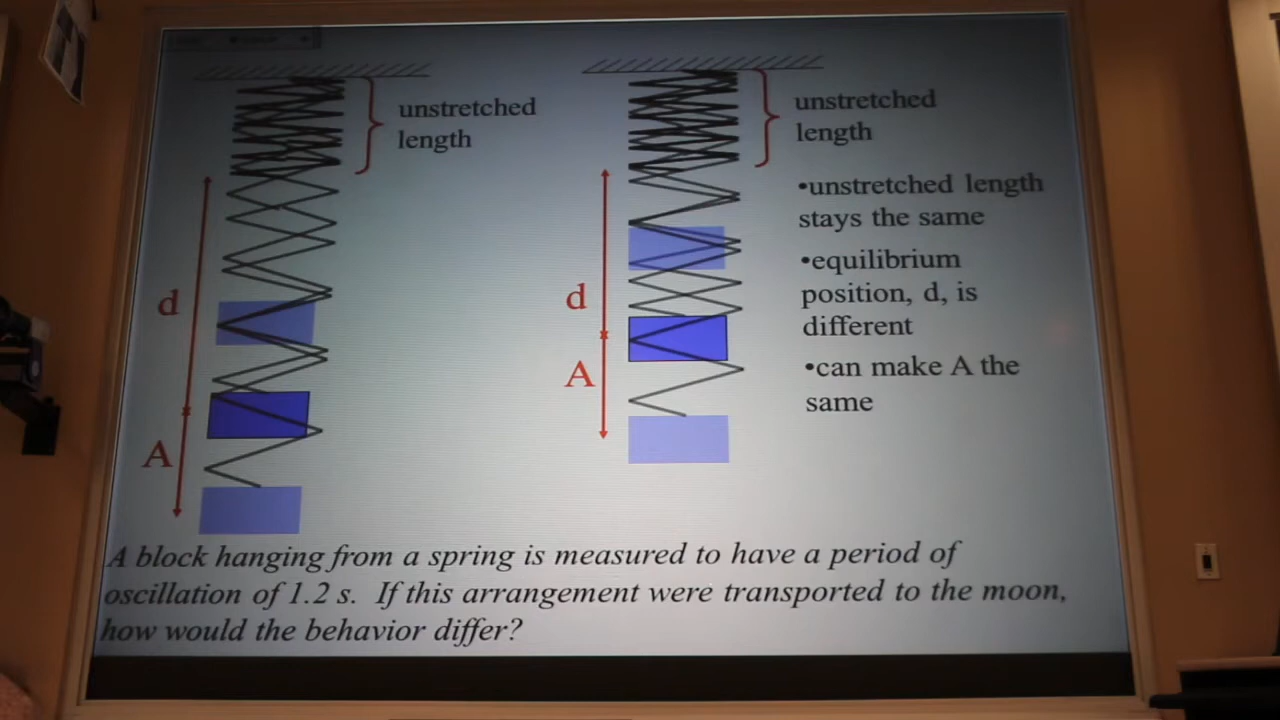 unstretched
length
d
A
unstretched
length
d
A
•unstretched length
stays the same
•equilibrium
position, d, is
different
•can make A the
same
A block hanging from a spring is measured to have a period of
oscillation of 1.2 s. If this arrangement were transported to the moon,
how would the behavior differ?